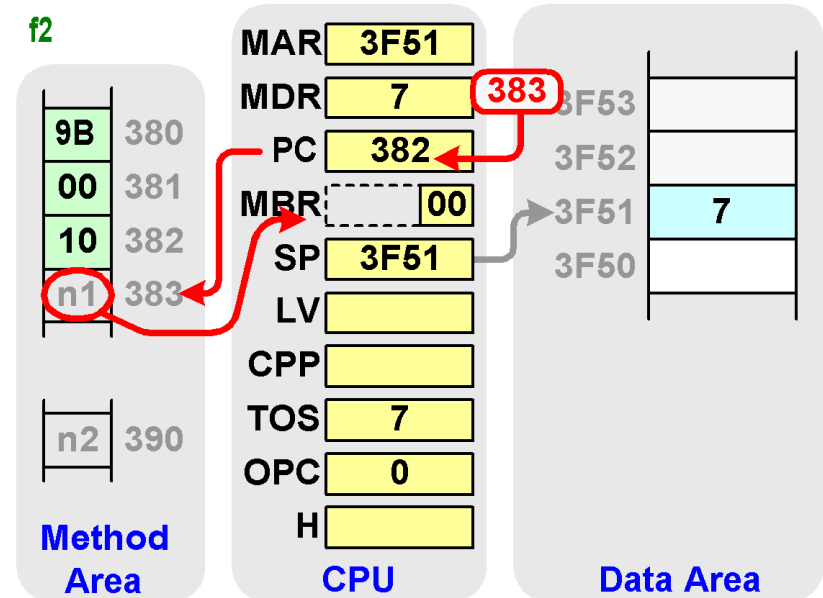 f2
9B 380
00 381
10 382
n1 383
n2 390
Method
Area
MAR 3F51
MDR 7 383
PC 382
MBR 00
SP 3F51
LV
CPP
TOS 7
OPC 0
H
CPU
3F53
3F52
3F51 7
3F50
Data Area